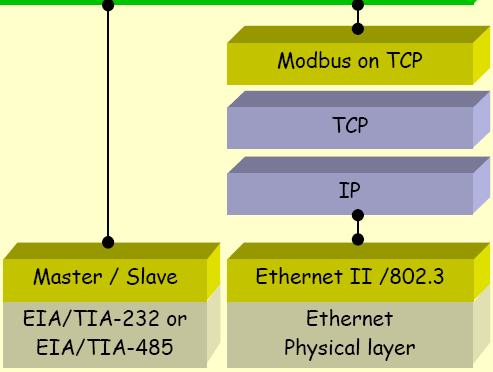 Modbus on TCP
TCP
IP
Master / Slave
EIA/TIA-232 or
EIA/TIA-485
Ethernet II /802.3
Ethernet
Physical layer